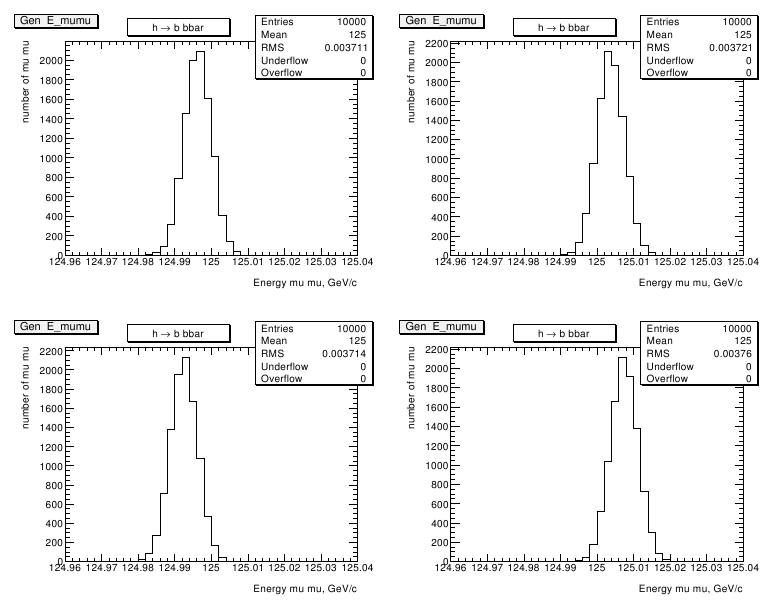 Gen E_mumu
h → b bbar
Entries 10000
Mean 125
RMS 0.003711
Underflow 0
Overflow 0
number of mu mu
2000
1800
1600
1400
1200
1000
800
600
400
200
0
124.96 124.97 124.98 124.99 125 125.01 125.02 125.03 125.04
Energy mu mu, GeV/c
Gen E_mumu
h → b bbar
Entries 10000
Mean 125
RMS 0.003721
Underflow 0
Overflow 0
number of mu mu
2200
2000
1800
1600
1400
1200
1000
800
600
400
200
0
124.96 124.97 124.98 124.99 125 125.01 125.02 125.03 125.04
Energy mu mu, GeV/c
Gen E_mumu
h → b bbar
Entries 10000
Mean 125
RMS 0.003714
Underflow 0
Overflow 0
number of mu mu
2200
2000
1800
1600
1400
1200
1000
800
600
400
200
0
124.96 124.97 124.98 124.99 125 125.01 125.02 125.03 125.04
Energy mu mu, GeV/c
Gen E_mumu
h → b bbar
Entries 10000
Mean 125
RMS 0.00376
Underflow 0
Overflow 0
number of mu mu
2200
2000
1800
1600
1400
1200
1000
800
600
400
200
0
124.96 124.97 124.98 124.99 125 125.01 125.02 125.03 125.04
Energy mu mu, GeV/c